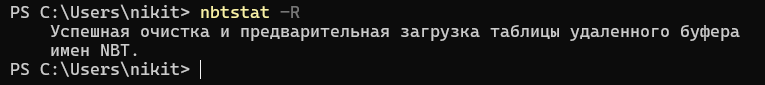 PS C:\Users\nikit> nbtstat -R
Успешная очистка и предварительная загрузка таблицы удаленного буфера
имен NBT.
PS C:\Users\nikit>